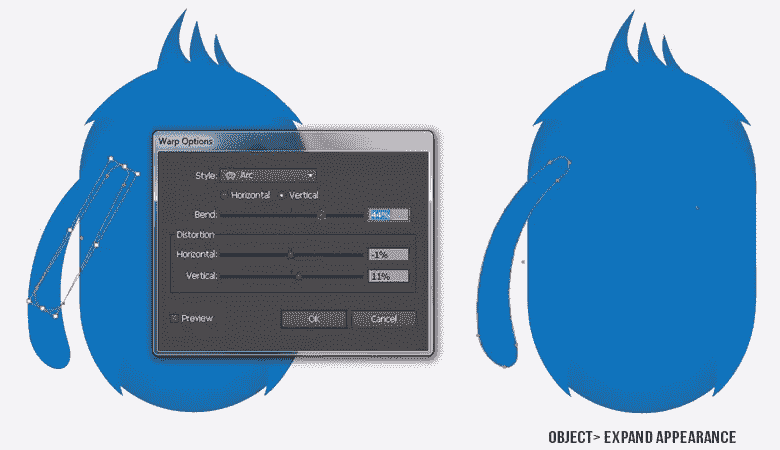 Warp Options
Style: Arc
Horizontal Vertical
Bend: 44%
Distortion
Horizontal: -1%
Vertical: 11%
Preview OK Cancel
OBJECT> EXPAND APPEARANCE